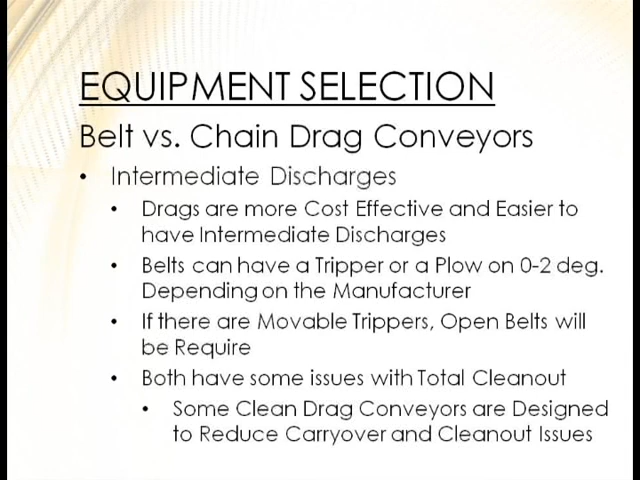 EQUIPMENT SELECTION
Belt vs. Chain Drag Conveyors
• Intermediate Discharges
• Drags are more Cost Effective and Easier to
have Intermediate Discharges
• Belts can have a Tripper or a Plow on 0-2 deg.
Depending on the Manufacturer
• If there are Movable Trippers, Open Belts will
be Require
• Both have some issues with Total Cleanout
• Some Clean Drag Conveyors are Designed
to Reduce Carryover and Cleanout Issues